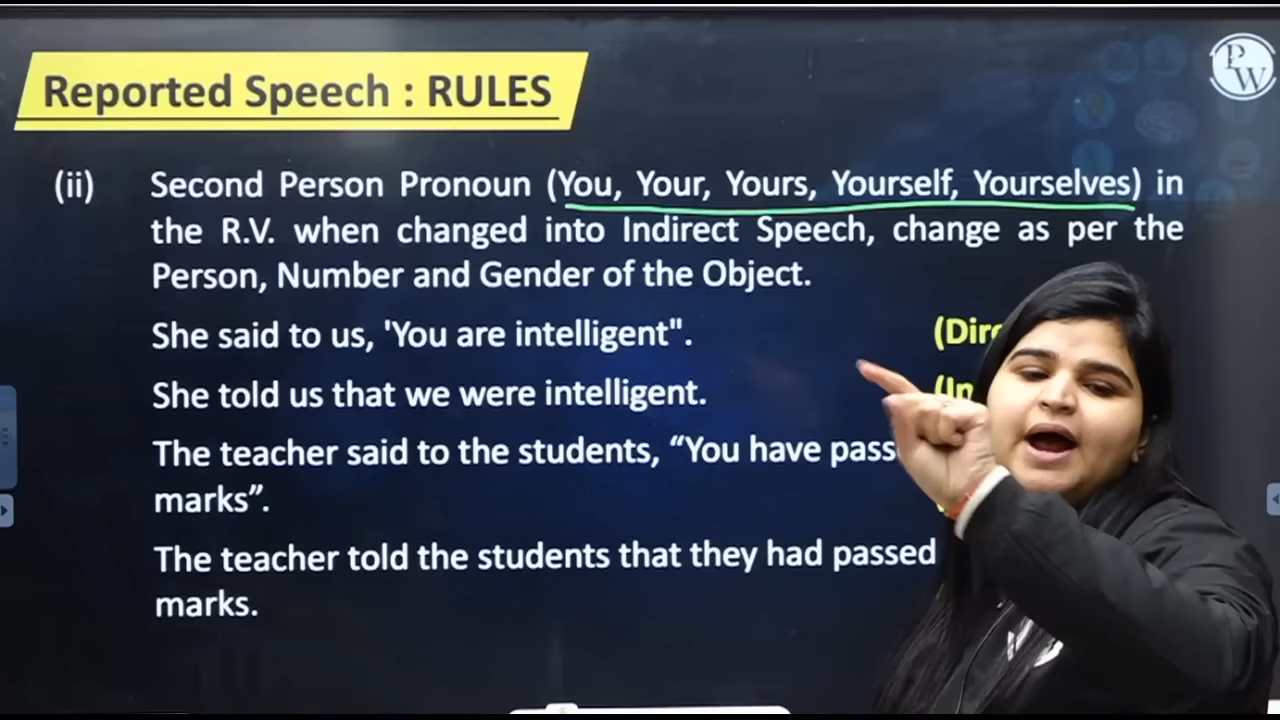 Reported Speech : RULES
PW
(ii) Second Person Pronoun (You, Your, Yours, Yourself, Yourselves) in
the R.V. when changed into Indirect Speech, change as per the
Person, Number and Gender of the Object.
She said to us, 'You are intelligent".
She told us that we were intelligent.
The teacher said to the students, “You have
marks”.
The teacher told the students that they had passed
marks.